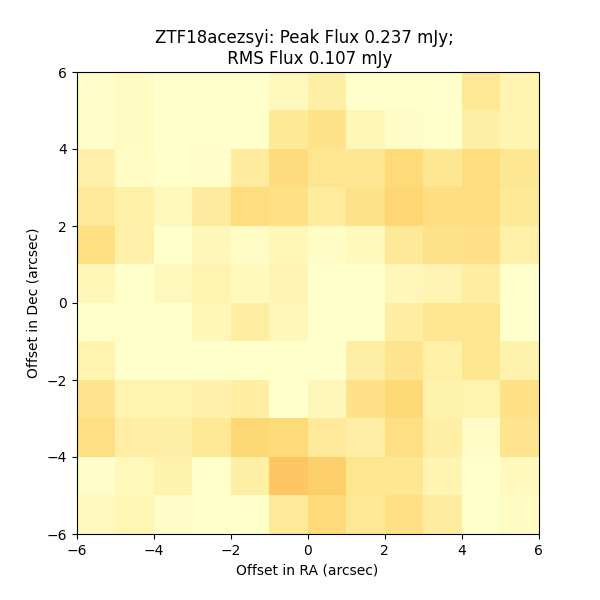 ZTF18acezsyi: Peak Flux 0.237 mJy;
RMS Flux 0.107 mJy
6
4
2
0
−2
−4
−6
Offset in Dec (arcsec)
−6 −4 −2 0 2 4 6
Offset in RA (arcsec)